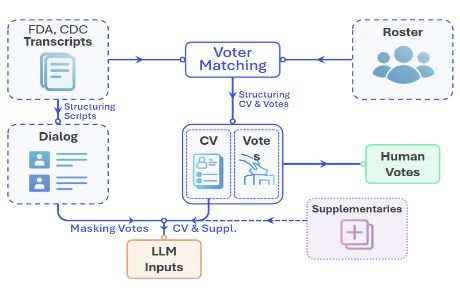 FDA, CDC
Transcripts
Voter
Matching
Roster
Structuring
Scripts
Structuring
CV & Votes
Dialog
CV
Vote
s
Human
Votes
Masking Votes
CV & Suppl.
Supplementaries
LLM
Inputs